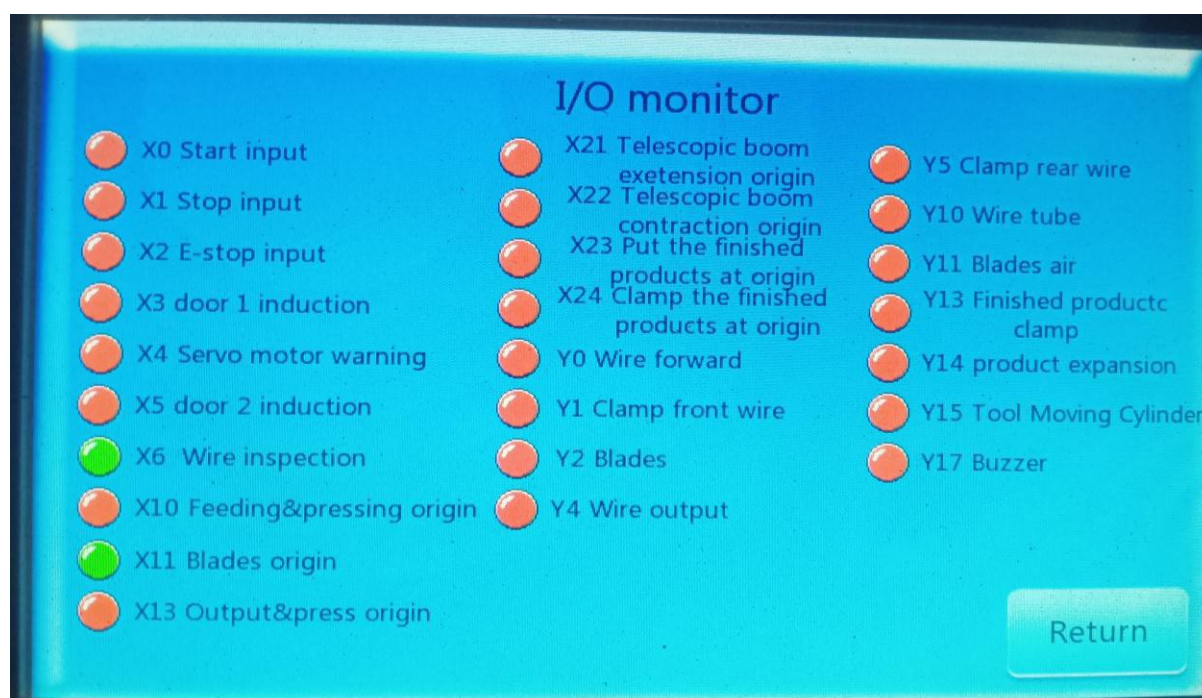 I/O monitor
X0 Start input
X1 Stop input
X2 E-stop input
X3 door 1 induction
X4 Servo motor warning
X5 door 2 induction
X6 Wire inspection
X10 Feeding&pressing origin
X11 Blades origin
X13 Output&press origin
X21 Telescopic boom
exetension origin
X22 Telescopic boom
contraction origin
X23 Put the finished
products at origin
X24 Clamp the finished
products at origin
Y0 Wire forward
Y1 Clamp front wire
Y2 Blades
Y4 Wire output
Y5 Clamp rear wire
Y10 Wire tube
Y11 Blades air
Y13 Finished productc
clamp
Y14 product expansion
Y15 Tool Moving Cylinder
Y17 Buzzer
Return